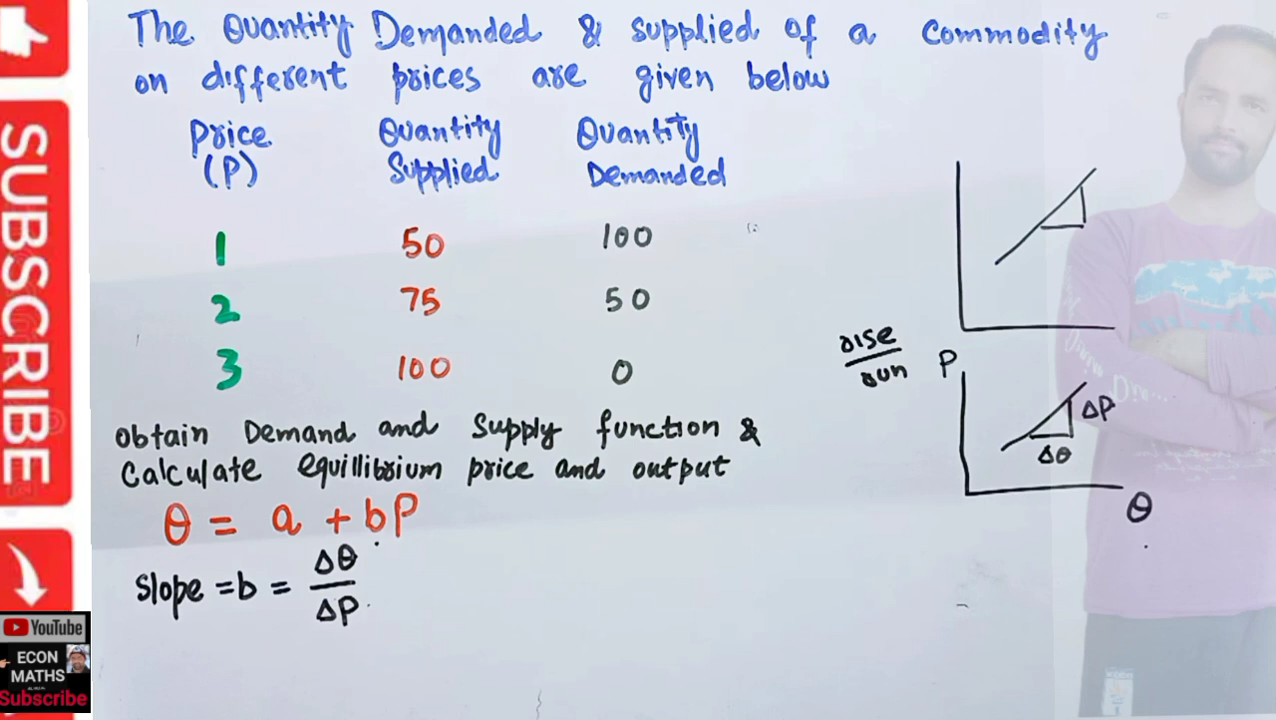 The Quantity Demanded & supplied of a commodity
on different prices are given below
Price Quantity Quantity
(P) Supplied Demanded
1 50 100
2 75 50
3 100 0
obtain Demand and Supply function &
Calculate equillibrium price and output
Q = a + bP
Slope = b = ΔQ
ΔP
rise
run
P
ΔP
ΔQ
Q
SUBSCRIBE
YouTube
ECON
MATHS
Subscribe